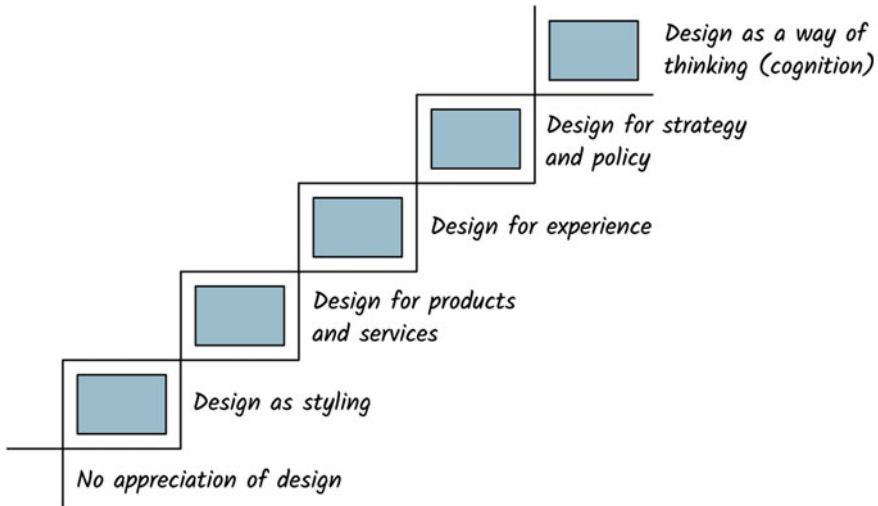 Design as a way of
thinking (cognition)
Design for strategy
and policy
Design for experience
Design for products
and services
Design as styling
No appreciation of design